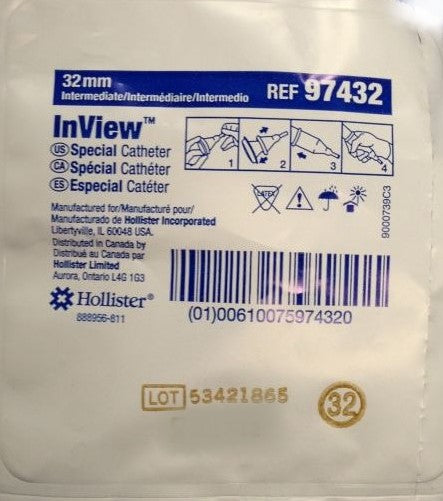 32mm
Intermediate/Intermédiaire/Intermedio
REF 97432
InView™
US Special Catheter
CA Spécial Cathéter
ES Especial Catéter
1 2 3 4
LATEX
9000739C3
Manufactured for/Manufacturé pour/
Manufacturado de Hollister Incorporated
Libertyville, IL 60048 USA.
Distributed in Canada by
Distribué au Canada par
Hollister Limited
Aurora, Ontario L4G 1G3
Hollister®
888956-811
(01)00610075974320
LOT 53421865
32